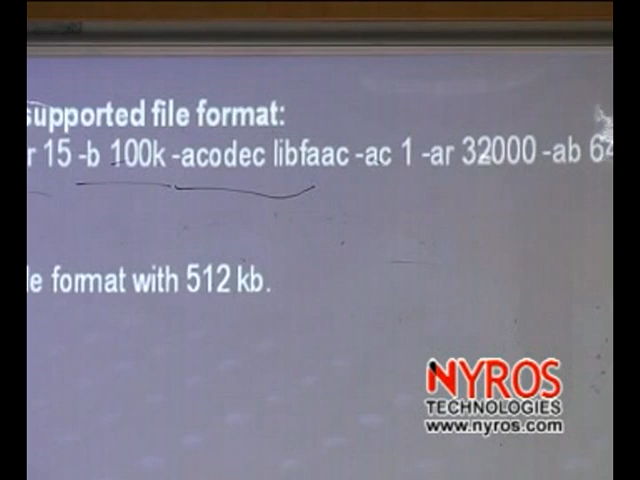 supported file format:
r 15 -b 100k -acodec libfaac -ac 1 -ar 32000 -ab 64
le format with 512 kb.
NYROS
TECHNOLOGIES
www.nyros.com